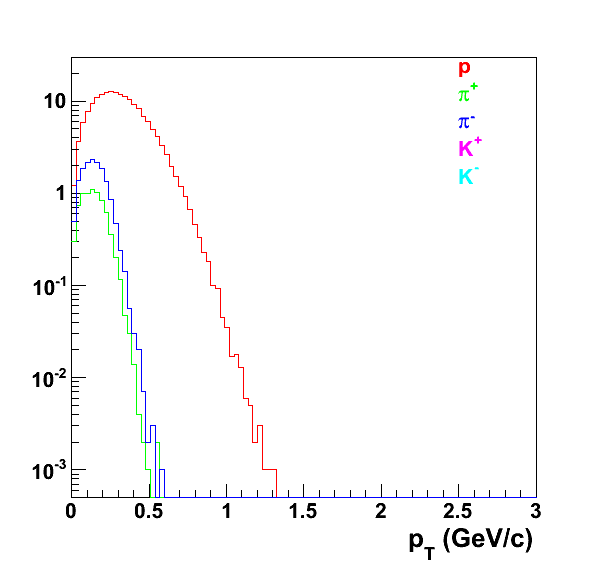 p
π⁺
π⁻
K⁺
K⁻
10
1
10⁻¹
10⁻²
10⁻³
0 0.5 1 1.5 2 2.5 3
p_T (GeV/c)